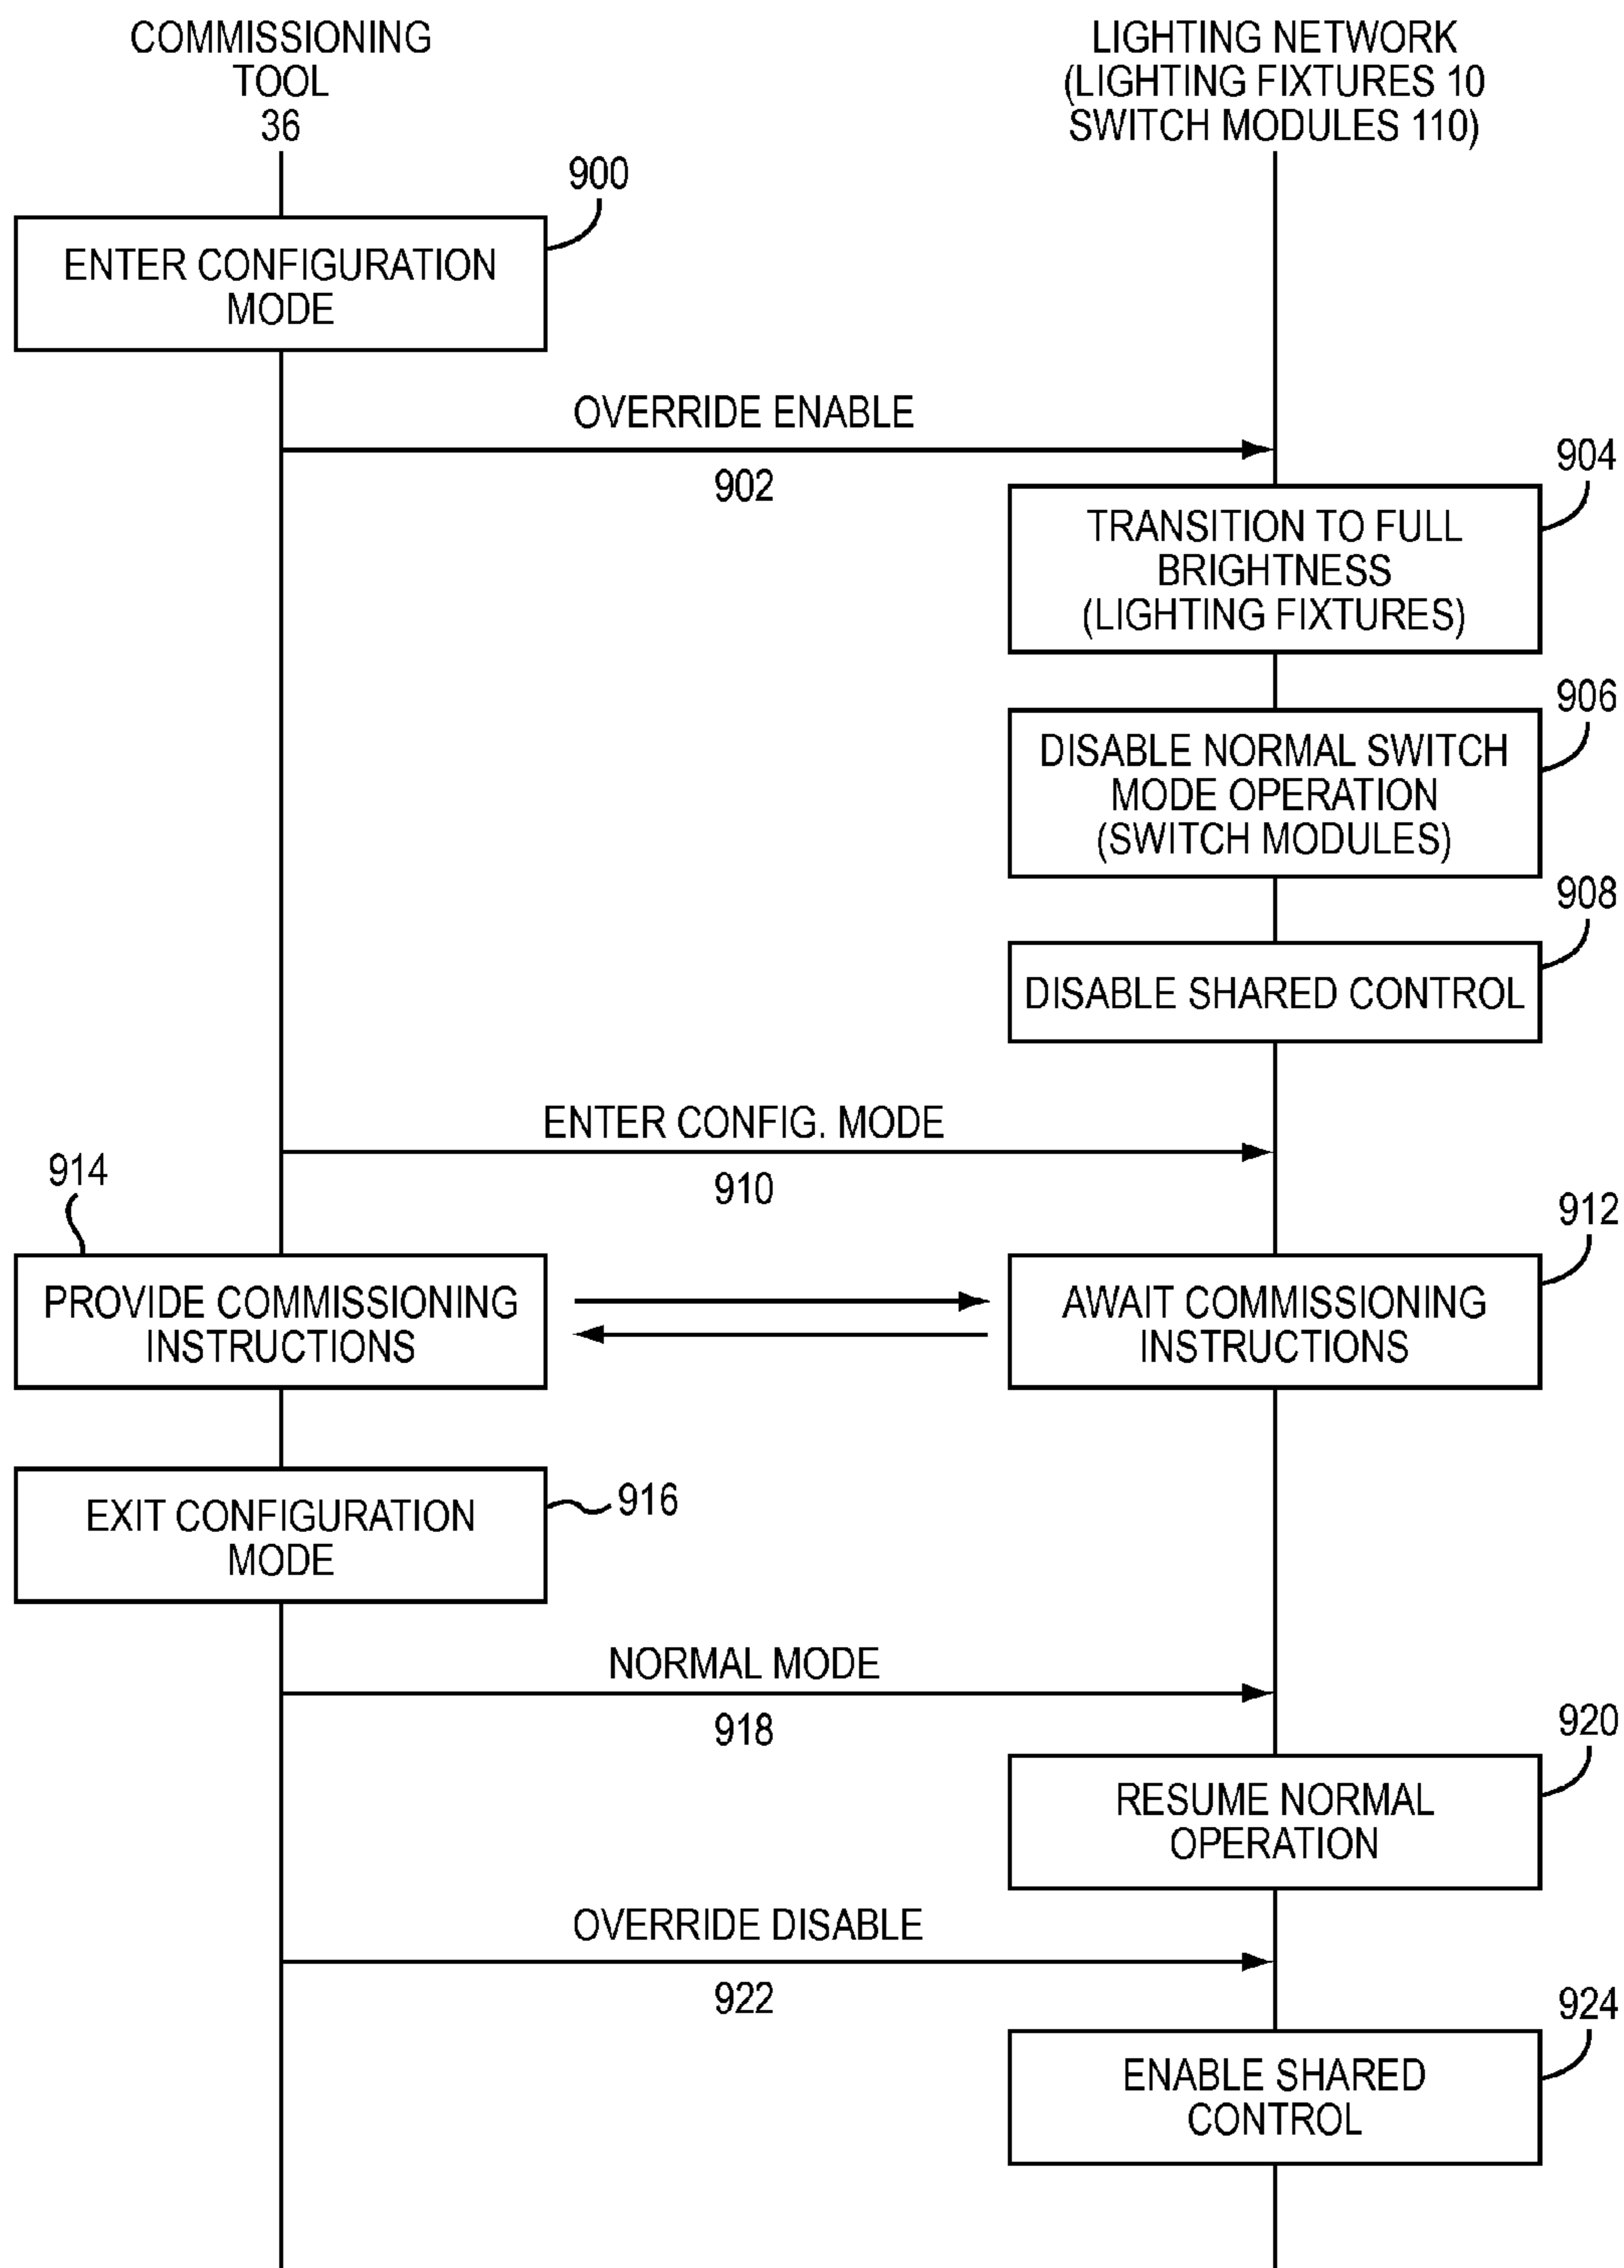 COMMISSIONING
TOOL
36
LIGHTING NETWORK
(LIGHTING FIXTURES 10
SWITCH MODULES 110)
900
ENTER CONFIGURATION
MODE
OVERRIDE ENABLE
902
904
TRANSITION TO FULL
BRIGHTNESS
(LIGHTING FIXTURES)
906
DISABLE NORMAL SWITCH
MODE OPERATION
(SWITCH MODULES)
908
DISABLE SHARED CONTROL
ENTER CONFIG. MODE
910
914
PROVIDE COMMISSIONING
INSTRUCTIONS
912
AWAIT COMMISSIONING
INSTRUCTIONS
EXIT CONFIGURATION
MODE
916
NORMAL MODE
918
920
RESUME NORMAL
OPERATION
OVERRIDE DISABLE
922
924
ENABLE SHARED
CONTROL